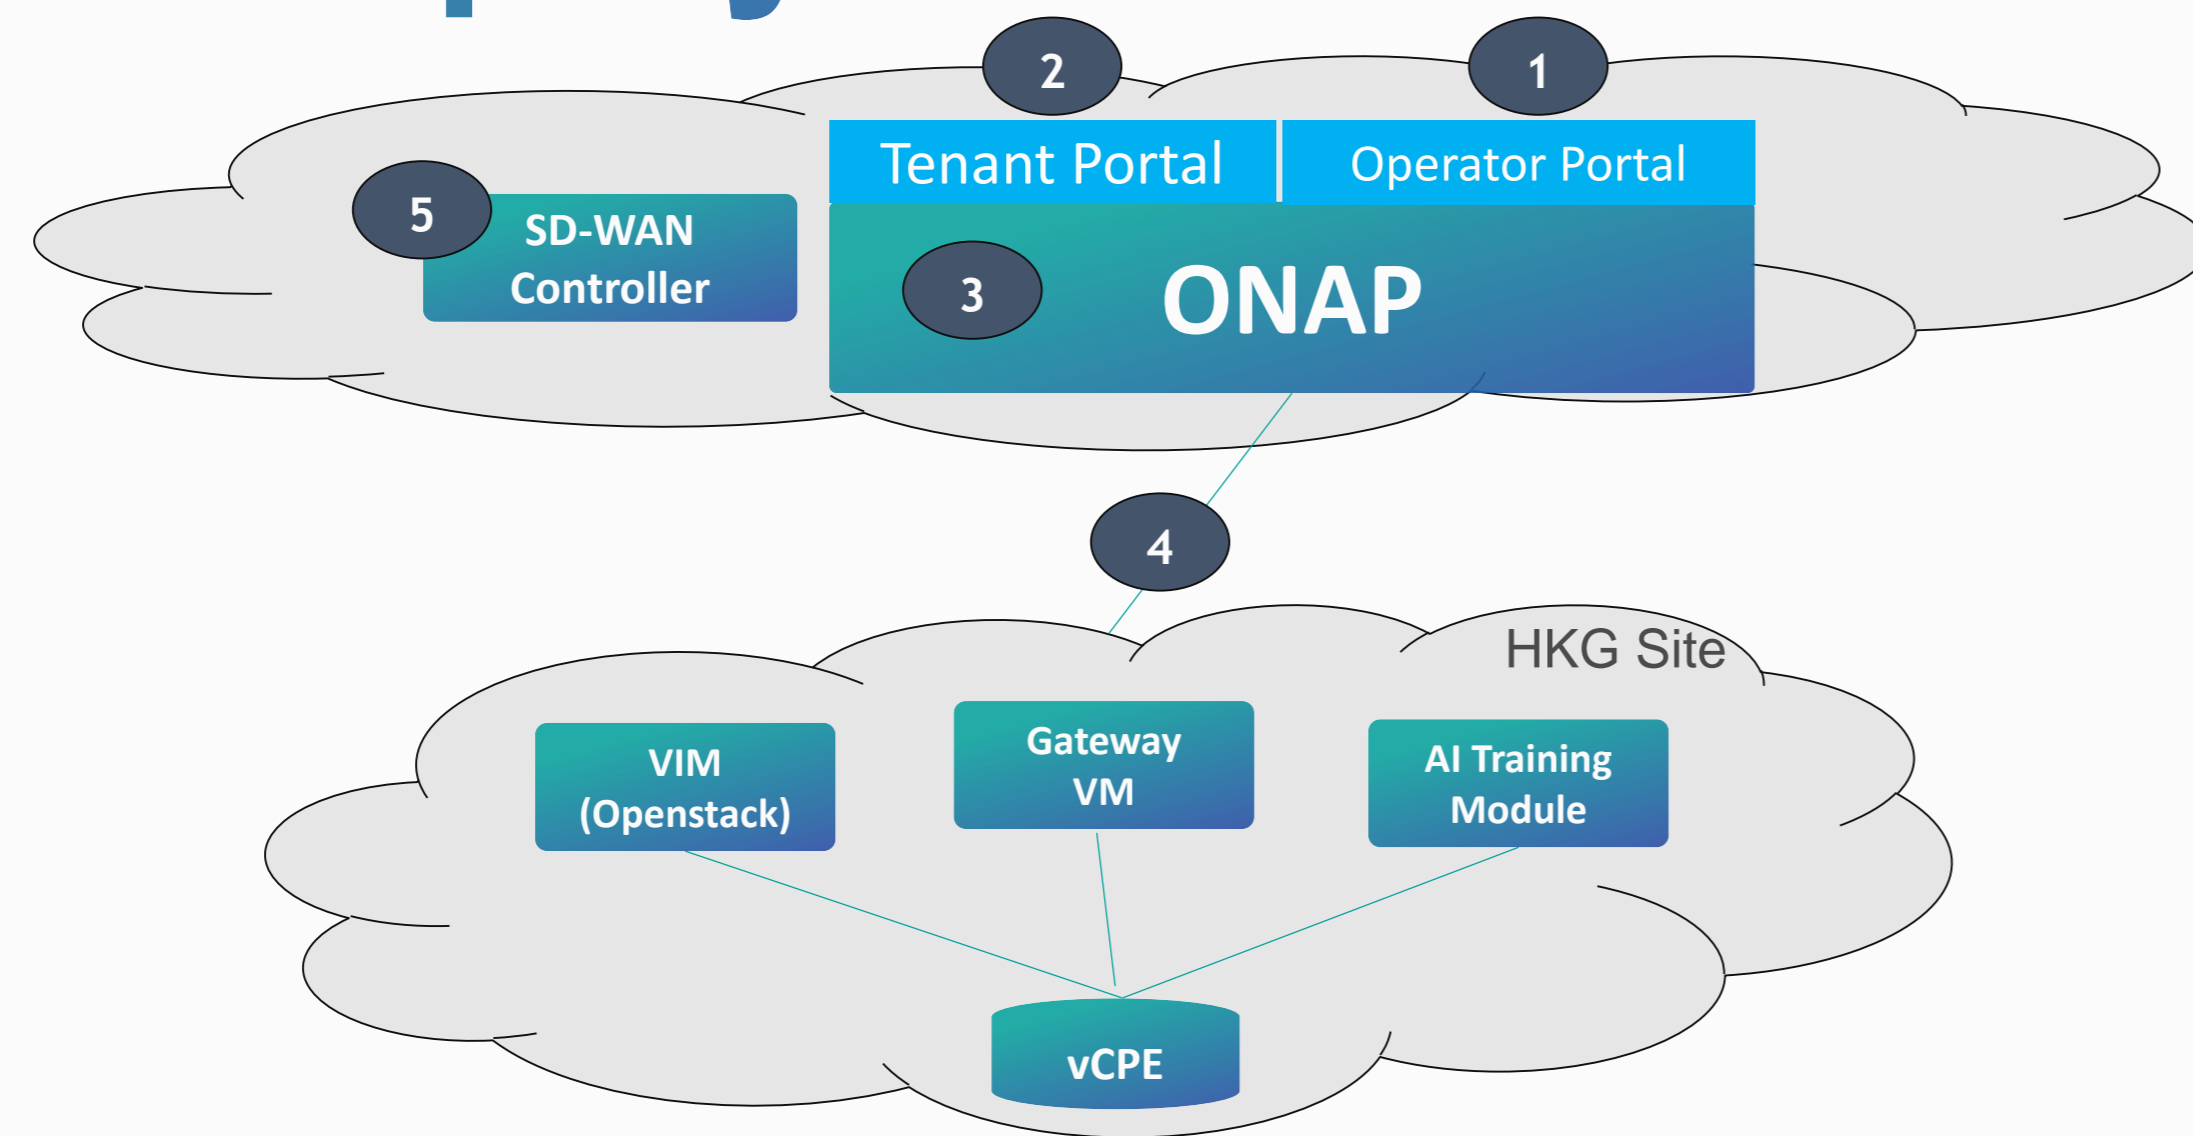 2
1
Tenant Portal
Operator Portal
5
SD-WAN
Controller
3
ONAP
4
HKG Site
VIM
(Openstack)
Gateway
VM
AI Training
Module
vCPE